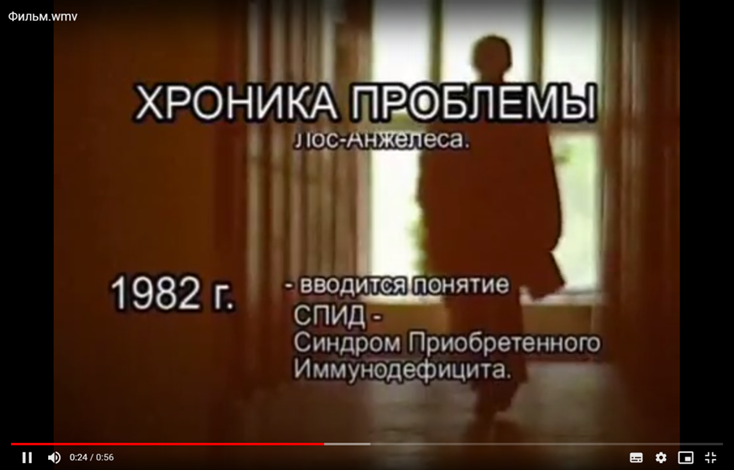 Фильм.wmv
ХРОНИКА ПРОБЛЕМЫ
Лос-Анжелеса.
1982 г. - вводится понятие
СПИД -
Синдром Приобретенного
Иммунодефицита.
0:24 / 0:56